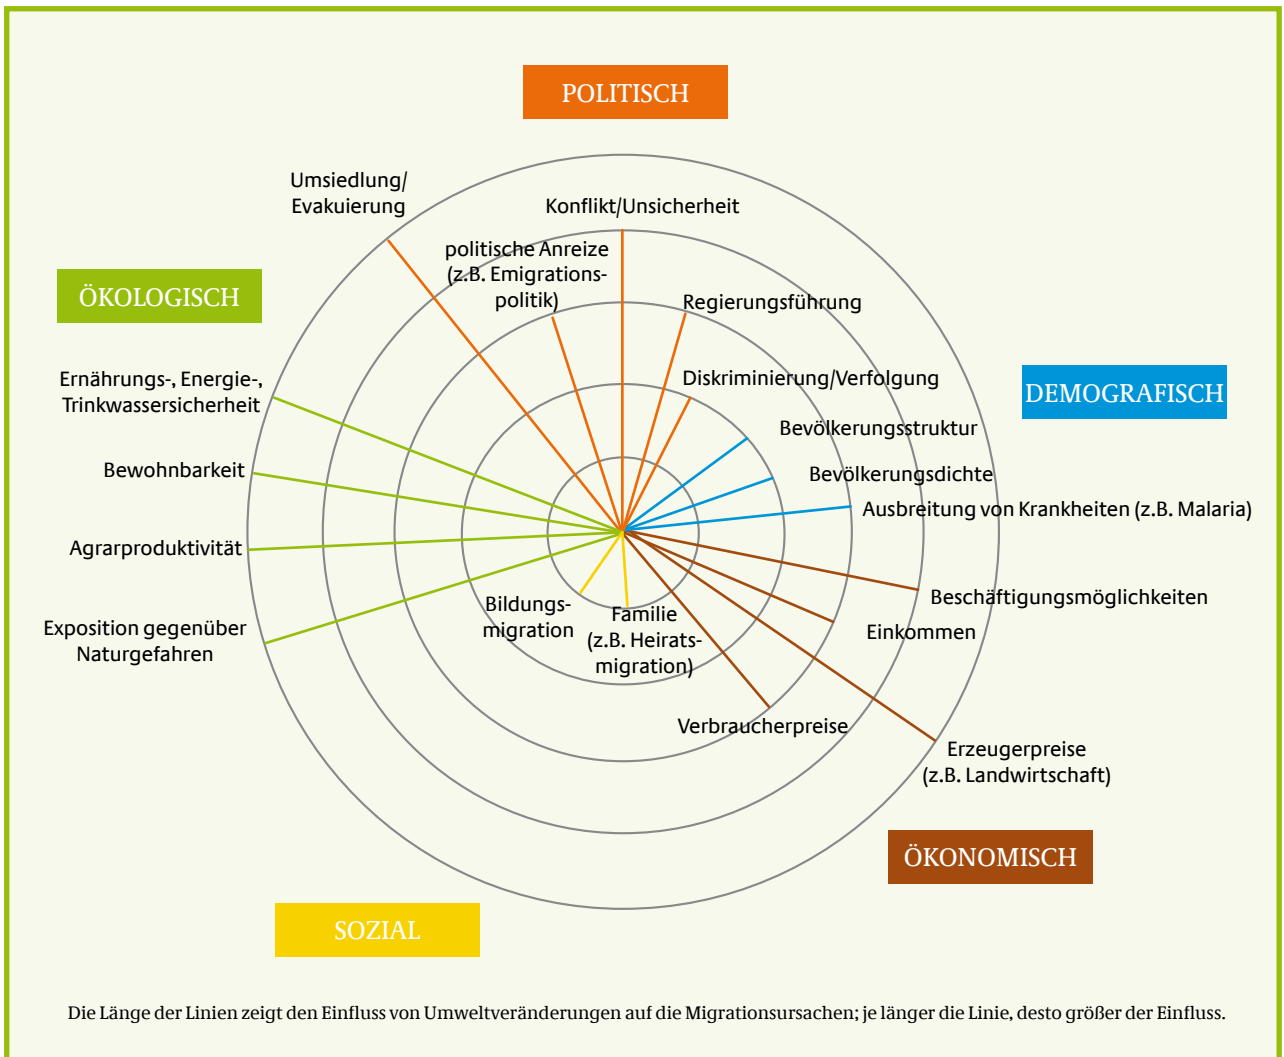 POLITISCH
Umsiedlung/
Evakuierung
Konflikt/Unsicherheit
politische Anreize
(z.B. Emigrations-
politik)
Regierungsführung
ÖKOLOGISCH
Ernährungs-, Energie-,
Trinkwassersicherheit
Diskriminierung/Verfolgung
DEMOGRAFISCH
Bevölkerungsstruktur
Bewohnbarkeit
Bevölkerungsdichte
Ausbreitung von Krankheiten (z.B. Malaria)
Agrarproduktivität
Exposition gegenüber
Naturgefahren
Bildungs-
migration
Familie
(z.B. Heirats-
migration)
Beschäftigungsmöglichkeiten
Einkommen
Verbraucherpreise
Erzeugerpreise
(z.B. Landwirtschaft)
ÖKONOMISCH
SOZIAL
Die Länge der Linien zeigt den Einfluss von Umweltveränderungen auf die Migrationsursachen; je länger die Linie, desto größer der Einfluss.